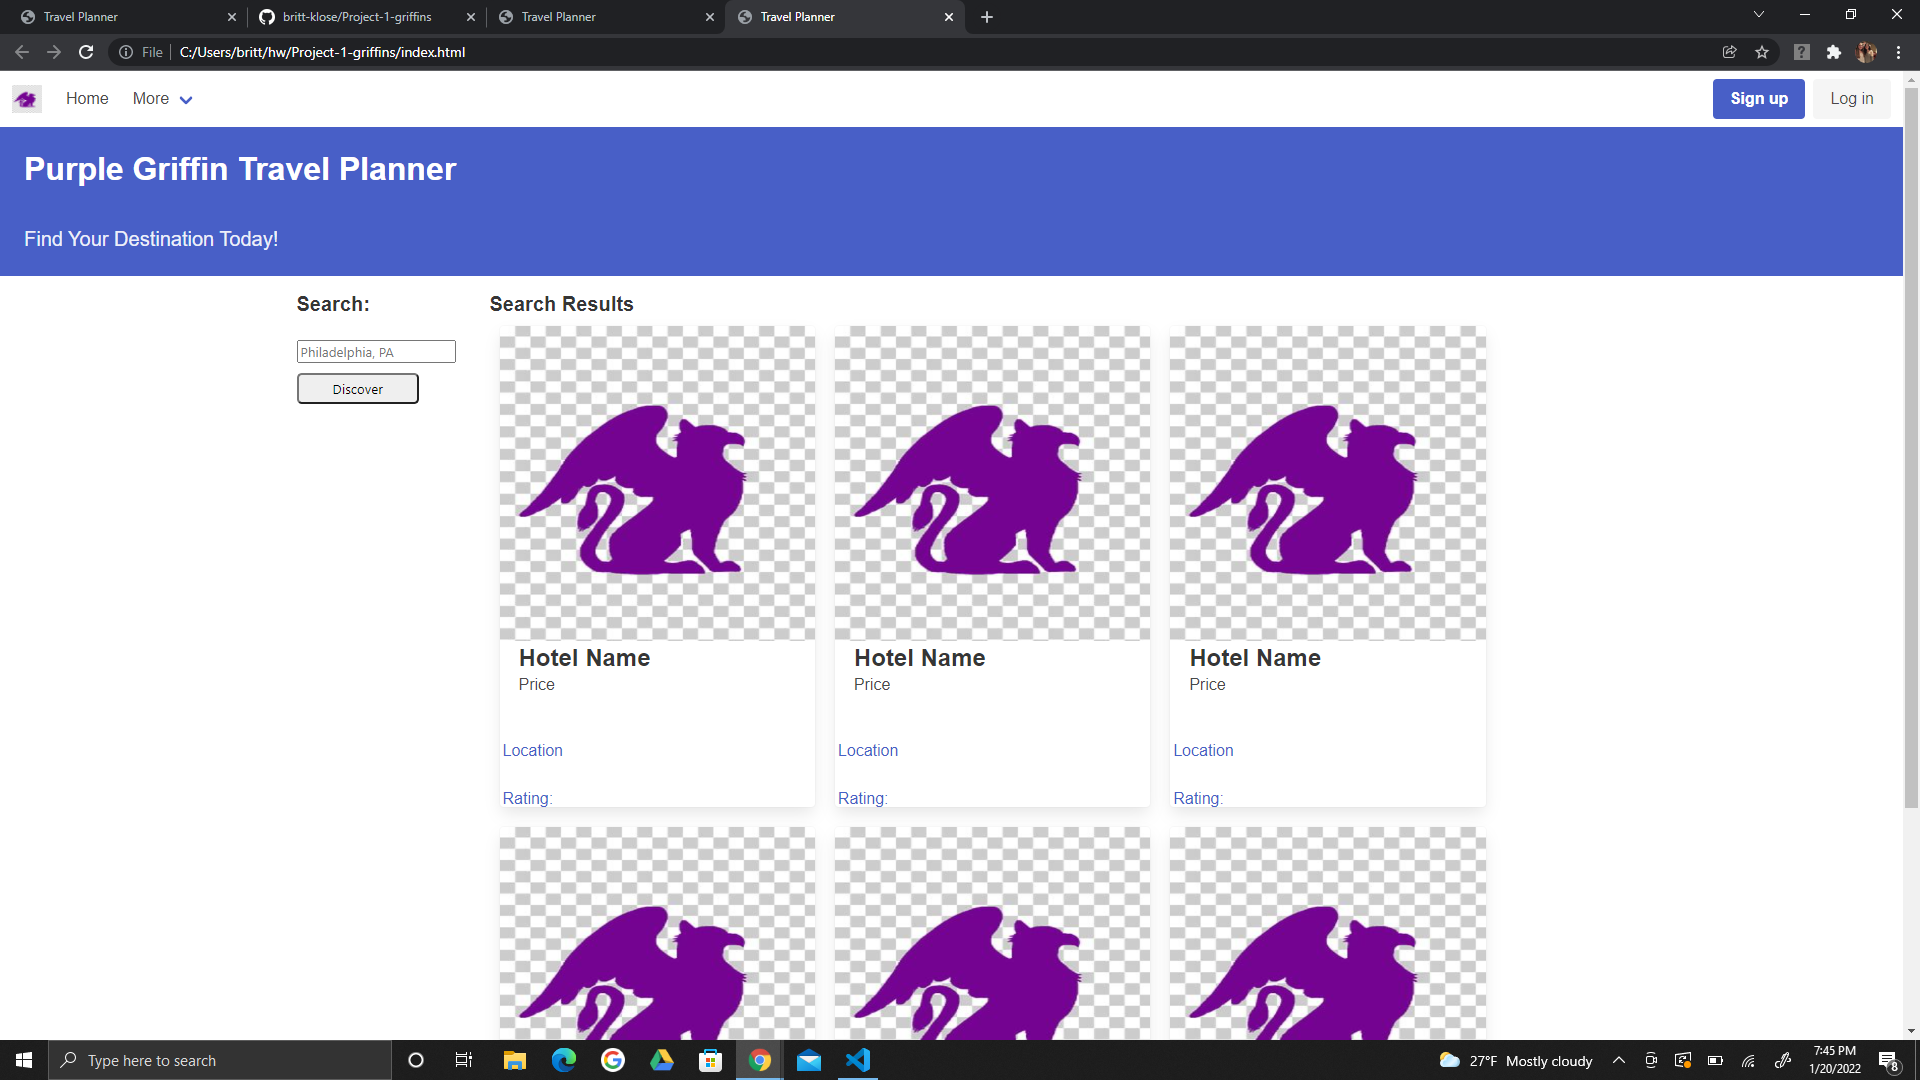 Travel Planner
britt-klose/Project-1-griffins
Travel Planner
Travel Planner
File
C:/Users/britt/hw/Project-1-griffins/index.html
Home
More
Sign up
Log in
Purple Griffin Travel Planner
Find Your Destination Today!
Search:
Philadelphia, PA
Discover
Search Results
Hotel Name
Price
Location
Rating:
Hotel Name
Price
Location
Rating:
Hotel Name
Price
Location
Rating:
Type here to search
27°F Mostly cloudy
7:45 PM
1/20/2022
8